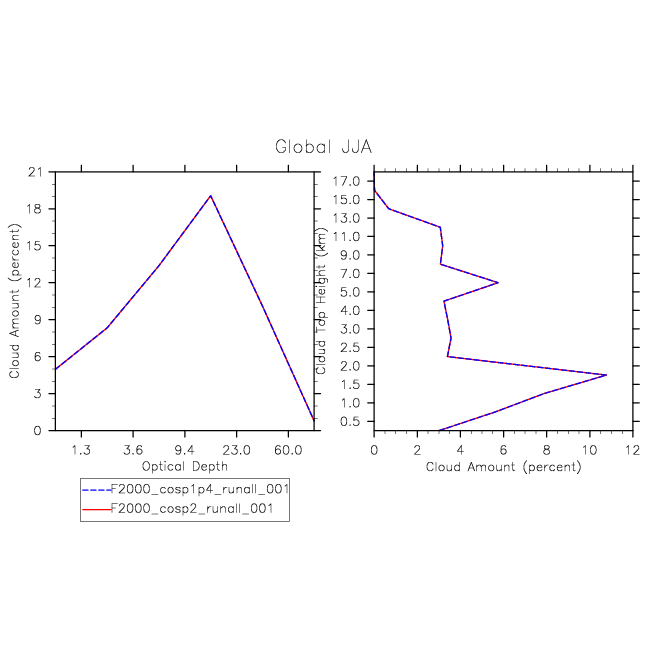 Global JJA
Cloud Amount (percent)
21
18
15
12
9
6
3
0
1.3 3.6 9.4 23.0 60.0
Optical Depth
Cloud Top Height (km)
17.0
15.0
13.0
11.0
9.0
7.0
5.0
4.0
3.0
2.5
2.0
1.5
1.0
0.5
0 2 4 6 8 10 12
Cloud Amount (percent)
F2000_cosp1p4_runall_001
F2000_cosp2_runall_001